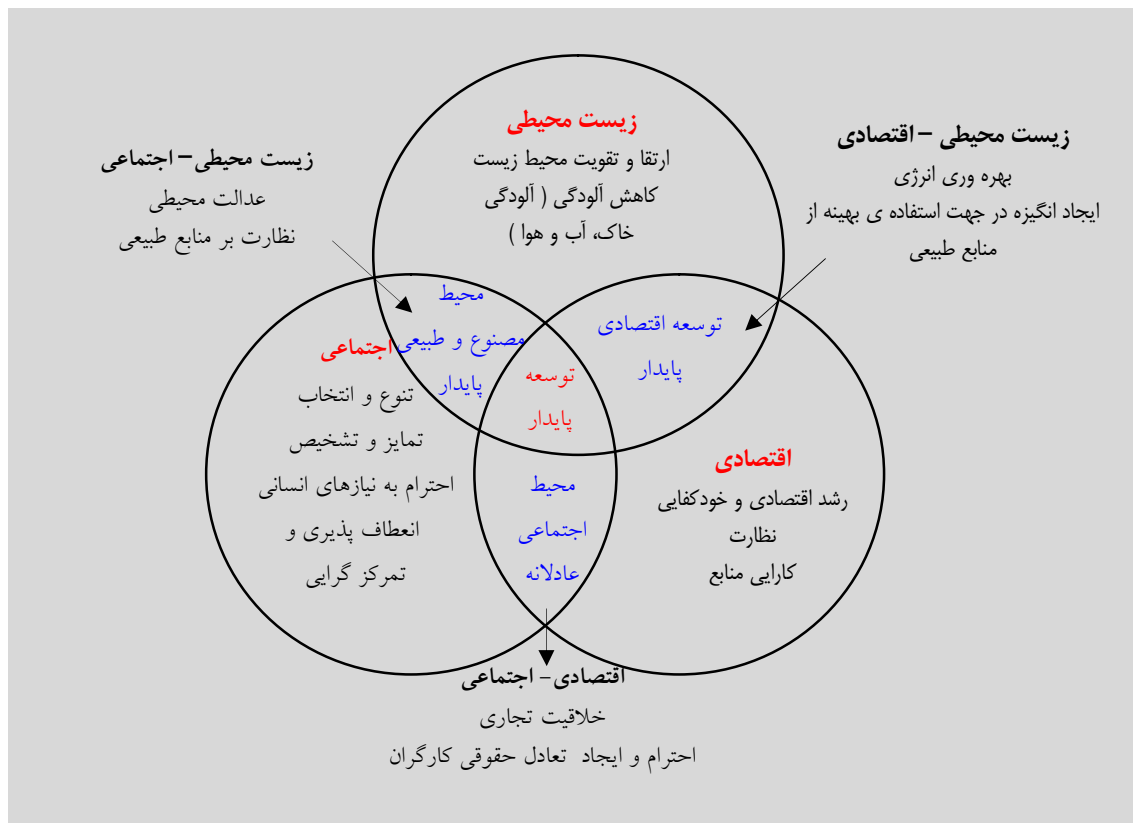 زیست محیطی
ارتقا و تقویت محیط زیست
کاهش آلودگی ( آلودگی
خاک، آب و هوا )
زیست محیطی – اقتصادی
بهره وری انرژی
ایجاد انگیزه در جهت استفاده ی بهینه از
منابع طبیعی
زیست محیطی – اجتماعی
عدالت محیطی
نظارت بر منابع طبیعی
توسعه اقتصادی
پایدار
محیط
مصنوع و طبیعی
پایدار
توسعه
پایدار
اقتصادی
رشد اقتصادی و خودکفایی
نظارت
کارایی منابع
اجتماعی
تنوع و انتخاب
تمایز و تشخیص
احترام به نیازهای انسانی
انعطاف پذیری و
تمرکز گرایی
محیط
اجتماعی
عادلانه
اقتصادی - اجتماعی
خلاقیت تجاری
احترام و ایجاد تعادل حقوقی کارگران